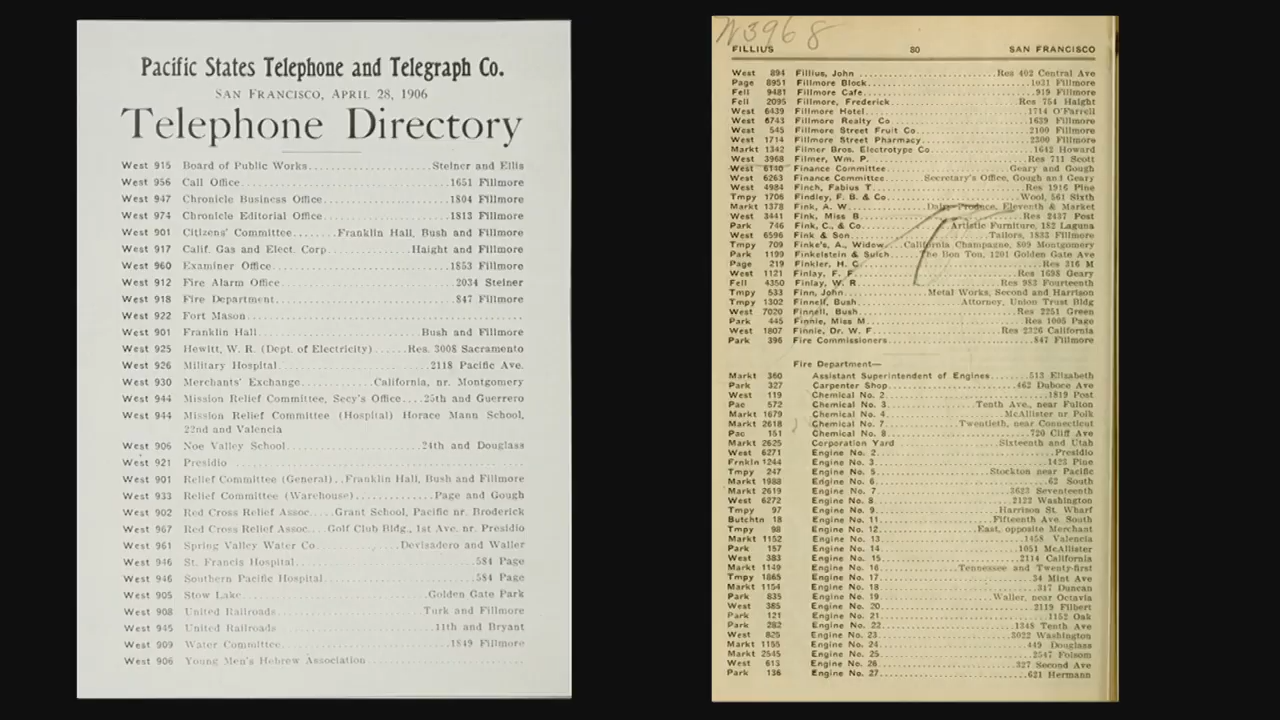 Pacific States Telephone and Telegraph Co.
SAN FRANCISCO, APRIL 28, 1906
Telephone Directory
West 915 Board of Public Works..........Steiner and Ellis
West 956 Call Office..........1651 Fillmore
West 947 Chronicle Business Office..........1804 Fillmore
West 974 Chronicle Editorial Office..........1813 Fillmore
West 901 Citizens' Committee..........Franklin Hall, Bush and Fillmore
West 917 Calif. Gas and Elect. Corp..........Haight and Fillmore
West 960 Examiner Office..........1853 Fillmore
West 912 Fire Alarm Office..........2034 Steiner
West 918 Fire Department..........847 Fillmore
West 922 Fort Mason..........
West 901 Franklin Hall..........Bush and Fillmore
West 925 Hewitt, W. R. (Dept. of Electricity)......Res. 3008 Sacramento
West 926 Military Hospital..........2118 Pacific Ave.
West 930 Merchants' Exchange..........California, nr. Montgomery
West 944 Mission Relief Committee, Secy's Office....25th and Guerrero
West 944 Mission Relief Committee (Hospital) Horace Mann School,
22nd and Valencia
West 906 Noe Valley School..........24th and Douglass
West 921 Presidio..........
West 901 Relief Committee (General)..Franklin Hall, Bush and Fillmore
West 933 Relief Committee (Warehouse)..........Page and Gough
West 902 Red Cross Relief Assoc.....Grant School, Pacific nr. Broderick
West 967 Red Cross Relief Assoc...Golf Club Bldg., 1st Ave. nr. Presidio
West 961 Spring Valley Water Co..........Devisadero and Waller
West 946 St. Francis Hospital..........584 Page
West 946 Southern Pacific Hospital..........584 Page
West 905 Stow Lake..........Golden Gate Park
West 908 United Railroads..........Turk and Fillmore
West 945 United Railroads..........11th and Bryant
West 909 Water Committee..........1849 Fillmore
West 906 Young Men's Hebrew Association..........
W3968
FILLIUS 80 SAN FRANCISCO
West 894 Fillius, John..........Res 402 Central Ave
Page 8951 Fillmore Block..........1031 Fillmore
Fell 9481 Fillmore Cafe..........919 Fillmore
Fell 2095 Fillmore, Frederick..........Res 754 Haight
West 6439 Fillmore Hotel..........1714 O'Farrell
West 6743 Fillmore Realty Co..........1639 Fillmore
West 545 Fillmore Street Fruit Co..........2100 Fillmore
West 1714 Fillmore Street Pharmacy..........2300 Fillmore
Markt 1342 Filmer Bros. Electrotype Co..........1642 Howard
West 3968 Filmer, Wm. P...........Res 711 Scott
West 6140 Finance Committee..........Geary and Gough
West 6263 Finance Committee..........Secretary's Office, Gough and Geary
West 4984 Finch, Fabius T..........Res 1916 Pine
Tmpy 1706 Findley, F. B. & Co..........Wool, 561 Sixth
Markt 1378 Fink, A. W..........Dairy Produce, Eleventh & Market
West 3441 Fink, Miss B..........Res 2437 Post
Park 746 Fink, C., & Co..........Artistic Furniture, 182 Laguna
West 6596 Fink & Son..........Tailors, 1833 Fillmore
Tmpy 709 Finke's, A., Widow..California Champagne, 809 Montgomery
Park 1199 Finkelstein & Such..........The Bon Ton, 1201 Golden Gate Ave
Page 219 Finkler, H. C..........Res 316 M
West 1121 Finlay, F. F..........Res 1698 Geary
Fell 4350 Finlay, W. R..........Res 983 Fourteenth
Tmpy 533 Finn, John..........Metal Works, Second and Harrison
Tmpy 1302 Finnell, Bush..........Attorney, Union Trust Bldg
West 7020 Finnell, Bush..........Res 2251 Green
Park 445 Finnie, Miss M..........Res 1005 Page
West 1807 Finnie, Dr. W. F..........Res 2326 California
Park 396 Fire Commissioners..........847 Fillmore
Fire Department—
Markt 360 Assistant Superintendent of Engines.......513 Elizabeth
Park 327 Carpenter Shop..........462 Duboce Ave
West 119 Chemical No. 2..........1819 Post
Pac 572 Chemical No. 3..........Tenth Ave., near Fulton
Markt 1679 Chemical No. 4..........McAllister nr Polk
Markt 2618 Chemical No. 7..........Twentieth, near Connecticut
Pac 151 Chemical No. 8..........720 Cliff Ave
Markt 2625 Corporation Yard..........Sixteenth and Utah
West 6271 Engine No. 2..........Presidio
Frnkln 1244 Engine No. 3..........1423 Pine
Tmpy 247 Engine No. 5..........Stockton near Pacific
Markt 1988 Engine No. 6..........62 South
Markt 2619 Engine No. 7..........3623 Seventeenth
West 6272 Engine No. 8..........2122 Washington
Tmpy 97 Engine No. 9..........Harrison St. Wharf
Butchtn 18 Engine No. 11..........Fifteenth Ave. South
Tmpy 98 Engine No. 12..........East, opposite Merchant
Markt 1152 Engine No. 13..........1458 Valencia
Park 157 Engine No. 14..........1051 McAllister
West 383 Engine No. 15..........2114 California
Markt 1149 Engine No. 16..........Tennessee and Twenty-first
Tmpy 1865 Engine No. 17..........34 Mint Ave
Markt 1154 Engine No. 18..........317 Duncan
Park 835 Engine No. 19..........Waller, near Octavia
West 385 Engine No. 20..........2119 Filbert
Park 121 Engine No. 21..........1152 Oak
Park 282 Engine No. 22..........1348 Tenth Ave
West 825 Engine No. 23..........3022 Washington
Markt 1155 Engine No. 24..........449 Douglass
Markt 2545 Engine No. 25..........2547 Folsom
West 613 Engine No. 26..........327 Second Ave
Park 136 Engine No. 27..........621 Hermann